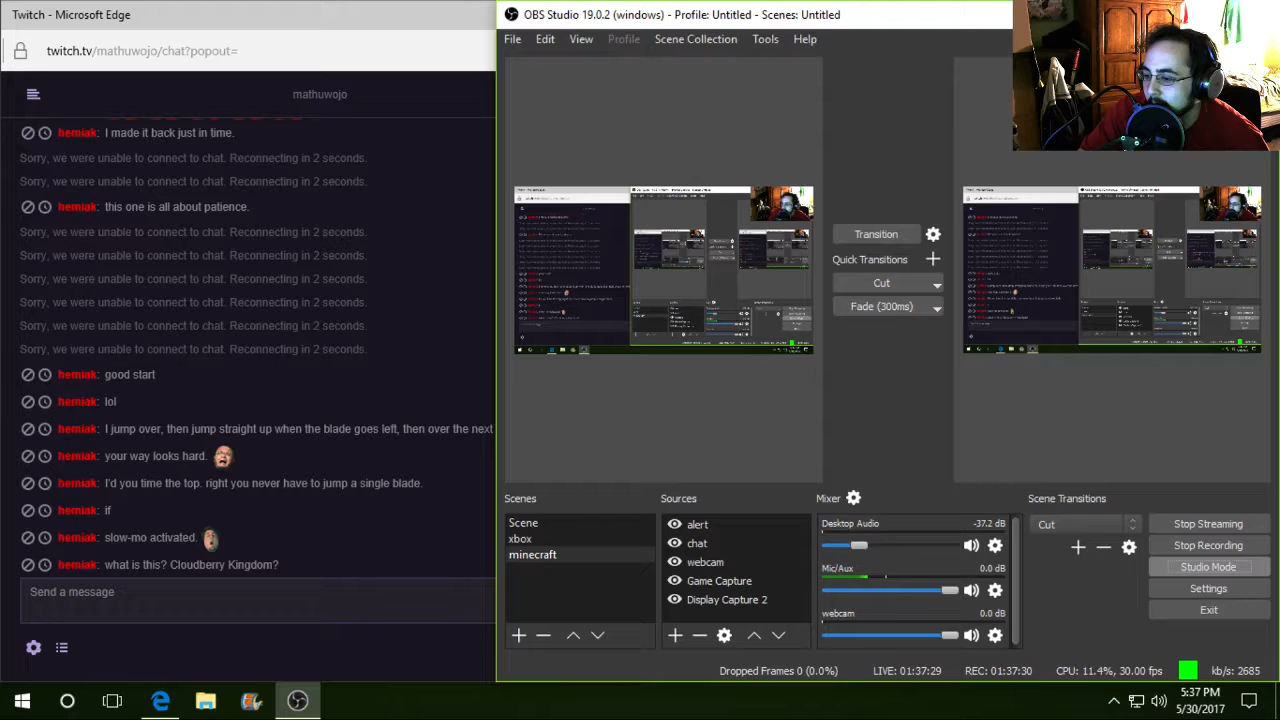 Twitch - Microsoft Edge
twitch.tv/mathuwojo/chat?popout=
mathuwojo
hemiak: I made it back just in time.
Sorry, we were unable to connect to chat. Reconnecting in 2 seconds.
Sorry, we were unable to connect to chat. Reconnecting in 2 seconds.
hemiak: this one is all about patience.
Sorry, we were unable to connect to chat. Reconnecting in 2 seconds.
Sorry, we were unable to connect to chat. Reconnecting in 2 seconds.
Sorry, we were unable to connect to chat. Reconnecting in 2 seconds.
Sorry, we were unable to connect to chat. Reconnecting in 2 seconds.
Sorry, we were unable to connect to chat. Reconnecting in 2 seconds.
Sorry, we were unable to connect to chat. Reconnecting in 2 seconds.
hemiak: good start
hemiak: lol
hemiak: I jump over, then jump straight up when the blade goes left, then over the next
hemiak: your way looks hard.
hemiak: I'd you time the top. right you never have to jump a single blade.
hemiak: if
hemiak: slow-mo activated.
hemiak: what is this? Cloudberry Kingdom?
Send a message
OBS Studio 19.0.2 (windows) - Profile: Untitled - Scenes: Untitled
File Edit View Profile Scene Collection Tools Help
Transition
Quick Transitions
Cut
Fade (300ms)
Scenes
Scene
xbox
minecraft
Sources
alert
chat
webcam
Game Capture
Display Capture 2
Mixer
Desktop Audio -37.2 dB
Mic/Aux 0.0 dB
webcam 0.0 dB
Scene Transitions
Cut
Stop Streaming
Stop Recording
Studio Mode
Settings
Exit
Dropped Frames 0 (0.0%) LIVE: 01:37:29 REC: 01:37:30 CPU: 11.4%, 30.00 fps kb/s: 2685
5:37 PM
5/30/2017